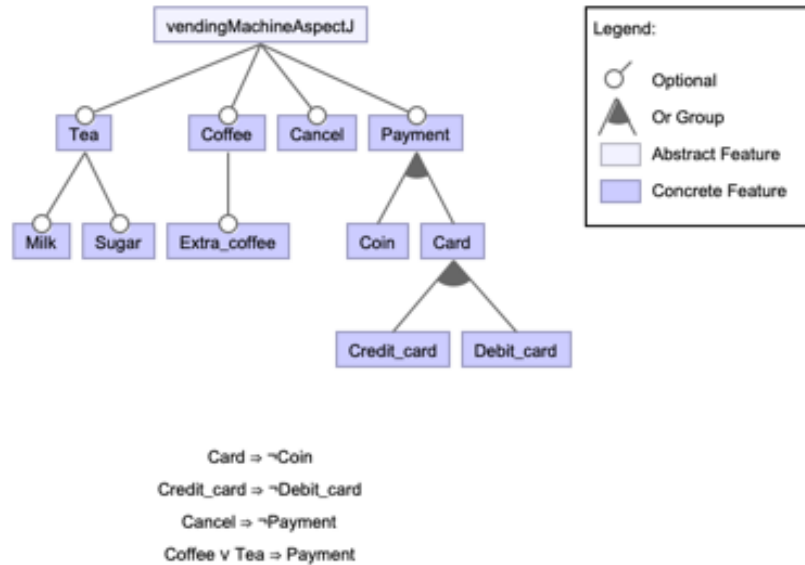 vendingMachineAspectJ
Legend:
Optional
Or Group
Abstract Feature
Concrete Feature
Tea Coffee Cancel Payment
Milk Sugar Extra_coffee Coin Card
Credit_card Debit_card
Card ⇒ ¬Coin
Credit_card ⇒ ¬Debit_card
Cancel ⇒ ¬Payment
Coffee ∨ Tea ⇒ Payment